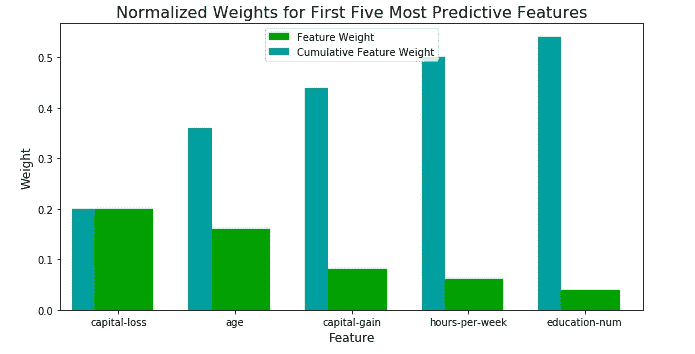 Normalized Weights for First Five Most Predictive Features
Feature Weight
Cumulative Feature Weight
0.5
0.4
0.3
0.2
0.1
0.0
Weight
capital-loss age capital-gain hours-per-week education-num
Feature